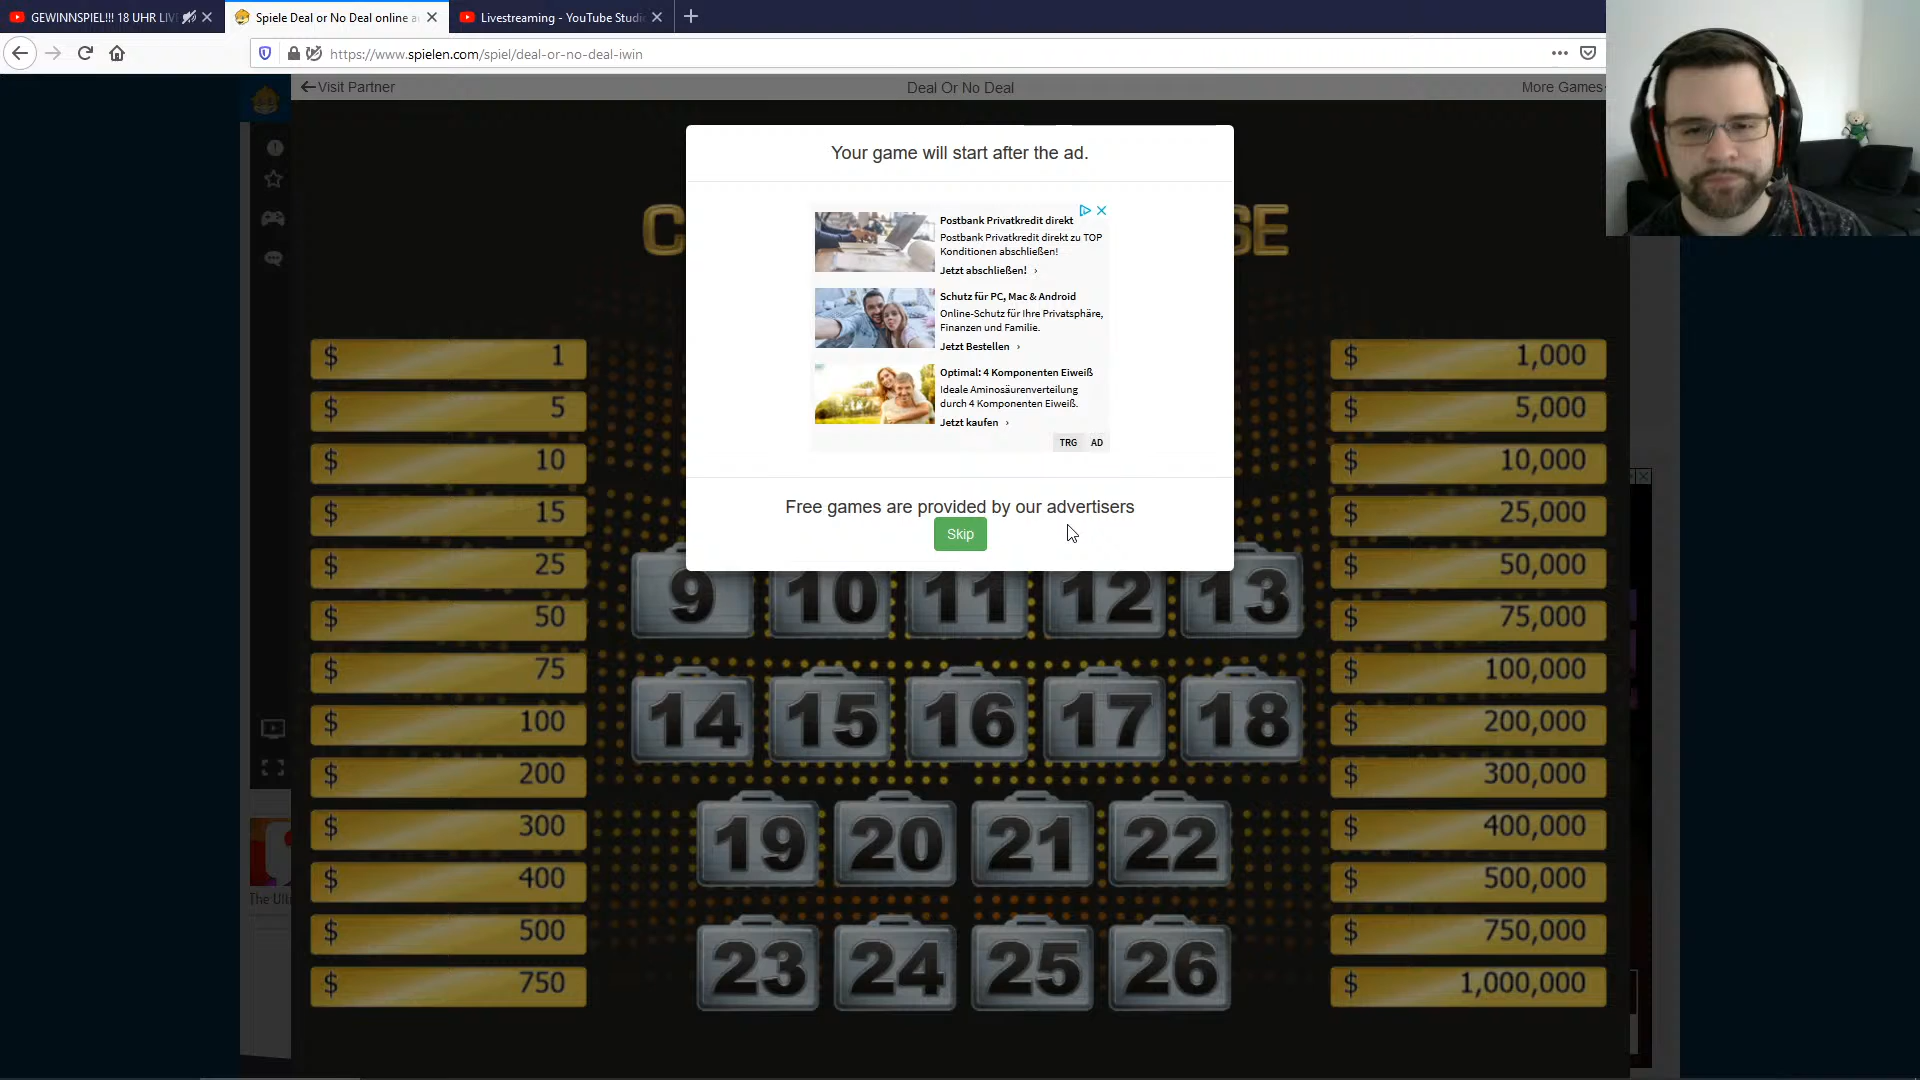 GEWINNSPIEL!!! 18 UHR LIV
Spiele Deal or No Deal online a
Livestreaming - YouTube Studi
https://www.spielen.com/spiel/deal-or-no-deal-iwin
Visit Partner
Deal Or No Deal
More Games
Your game will start after the ad.
Postbank Privatkredit direkt
Postbank Privatkredit direkt zu TOP
Konditionen abschließen!
Jetzt abschließen! ›
Schutz für PC, Mac & Android
Online-Schutz für Ihre Privatsphäre,
Finanzen und Familie.
Jetzt Bestellen ›
Optimal: 4 Komponenten Eiweiß
Ideale Aminosäurenverteilung
durch 4 Komponenten Eiweiß.
Jetzt kaufen ›
TRG AD
Free games are provided by our advertisers
Skip
C
SE
$ 1
$ 5
$ 10
$ 15
$ 25
$ 50
$ 75
$ 100
$ 200
$ 300
$ 400
$ 500
$ 750
9 10 11 12 13
14 15 16 17 18
19 20 21 22
23 24 25 26
$ 1,000
$ 5,000
$ 10,000
$ 25,000
$ 50,000
$ 75,000
$ 100,000
$ 200,000
$ 300,000
$ 400,000
$ 500,000
$ 750,000
$ 1,000,000
The Ulti